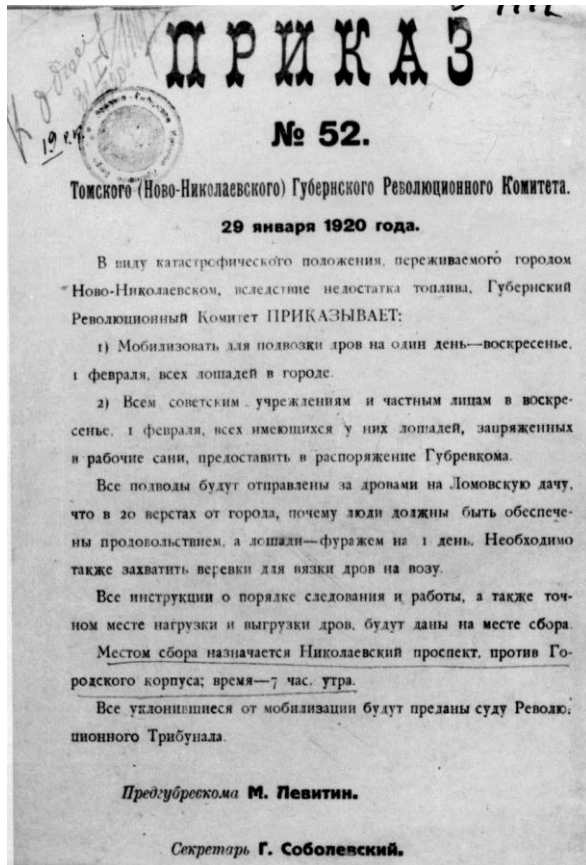 ПРИКАЗ
№ 52.
Томского (Ново-Николаевского) Губернского Революционного Комитета.
29 января 1920 года.
В виду катастрофического положения, переживаемого городом
Ново-Николаевском, вследствие недостатка топлива, Губернский
Революционный Комитет ПРИКАЗЫВАЕТ:
1) Мобилизовать для подвозки дров на один день—воскресенье,
1 февраля, всех лошадей в городе.
2) Всем советским учреждениям и частным лицам в воскре-
сенье, 1 февраля, всех имеющихся у них лошадей, запряженных
в рабочие сани, предоставить в распоряжение Губревкома.
Все подводы будут отправлены за дровами на Ломовскую дачу,
что в 20 верстах от города, почему люди должны быть обеспече-
ны продовольствием, а лошади—фуражем на 1 день. Необходимо
также захватить веревки для вязки дров на возу.
Все инструкции о порядке следования и работы, а также точ-
ном месте нагрузки и выгрузки дров, будут даны на месте сбора.
Местом сбора назначается Николаевский проспект, против Го-
родского корпуса; время—7 час. утра.
Все уклонившиеся от мобилизации будут преданы суду Револю-
ционного Трибунала.
Предгубревкома М. Левитин.
Секретарь Г. Соболевский.